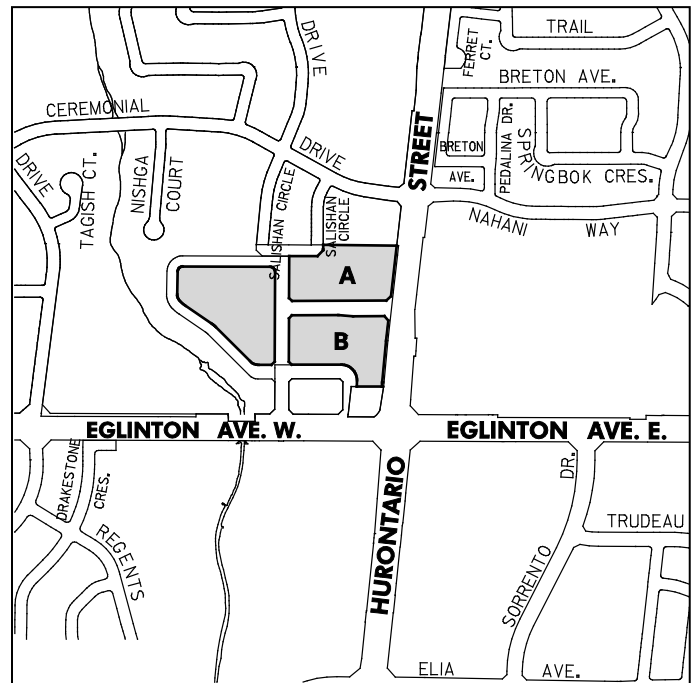 TRAIL
FERRET CT.
DRIVE
BRETON AVE.
CEREMONIAL
DRIVE
STREET
BRETON
AVE.
PEDALINA DR.
SPRINGBOK CRES.
DRIVE
TAGISH CT.
NISHGA
COURT
SALISHAN CIRCLE
SALISHAN
CIRCLE
NAHANI WAY
A
B
EGLINTON AVE. W.
EGLINTON AVE. E.
DRAKESTONE
CRES.
REGENTS
HURONTARIO
DR.
SORRENTO
TRUDEAU
ELIA AVE.